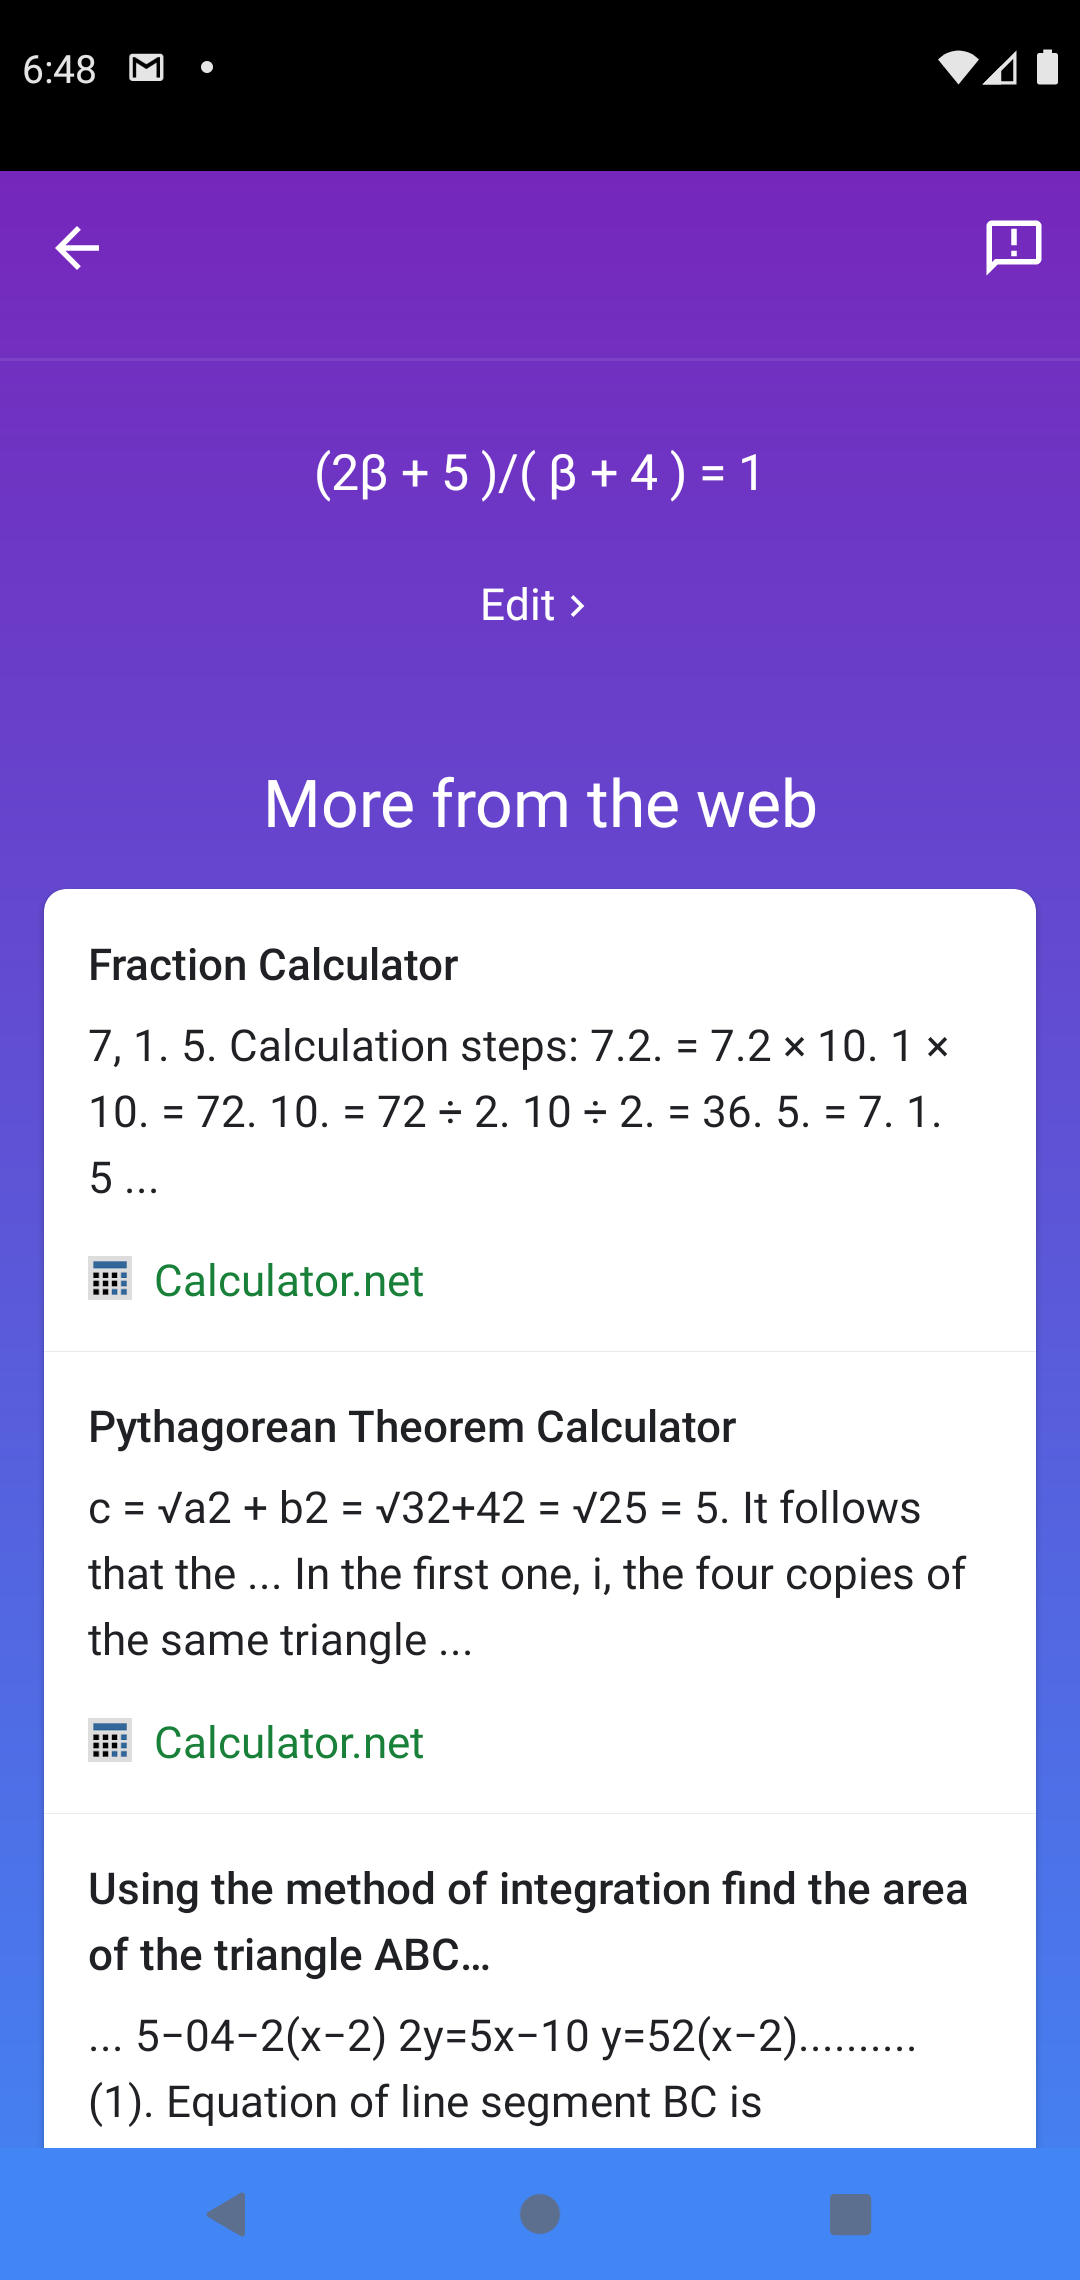 6:48
(2β + 5 )/( β + 4 ) = 1
Edit
More from the web
Fraction Calculator
7, 1. 5. Calculation steps: 7.2. = 7.2 × 10. 1 ×
10. = 72. 10. = 72 ÷ 2. 10 ÷ 2. = 36. 5. = 7. 1.
5 ...
Calculator.net
Pythagorean Theorem Calculator
c = √a2 + b2 = √32+42 = √25 = 5. It follows
that the ... In the first one, i, the four copies of
the same triangle ...
Calculator.net
Using the method of integration find the area
of the triangle ABC...
... 5−04−2(x−2) 2y=5x−10 y=52(x−2)..........
(1). Equation of line segment BC is